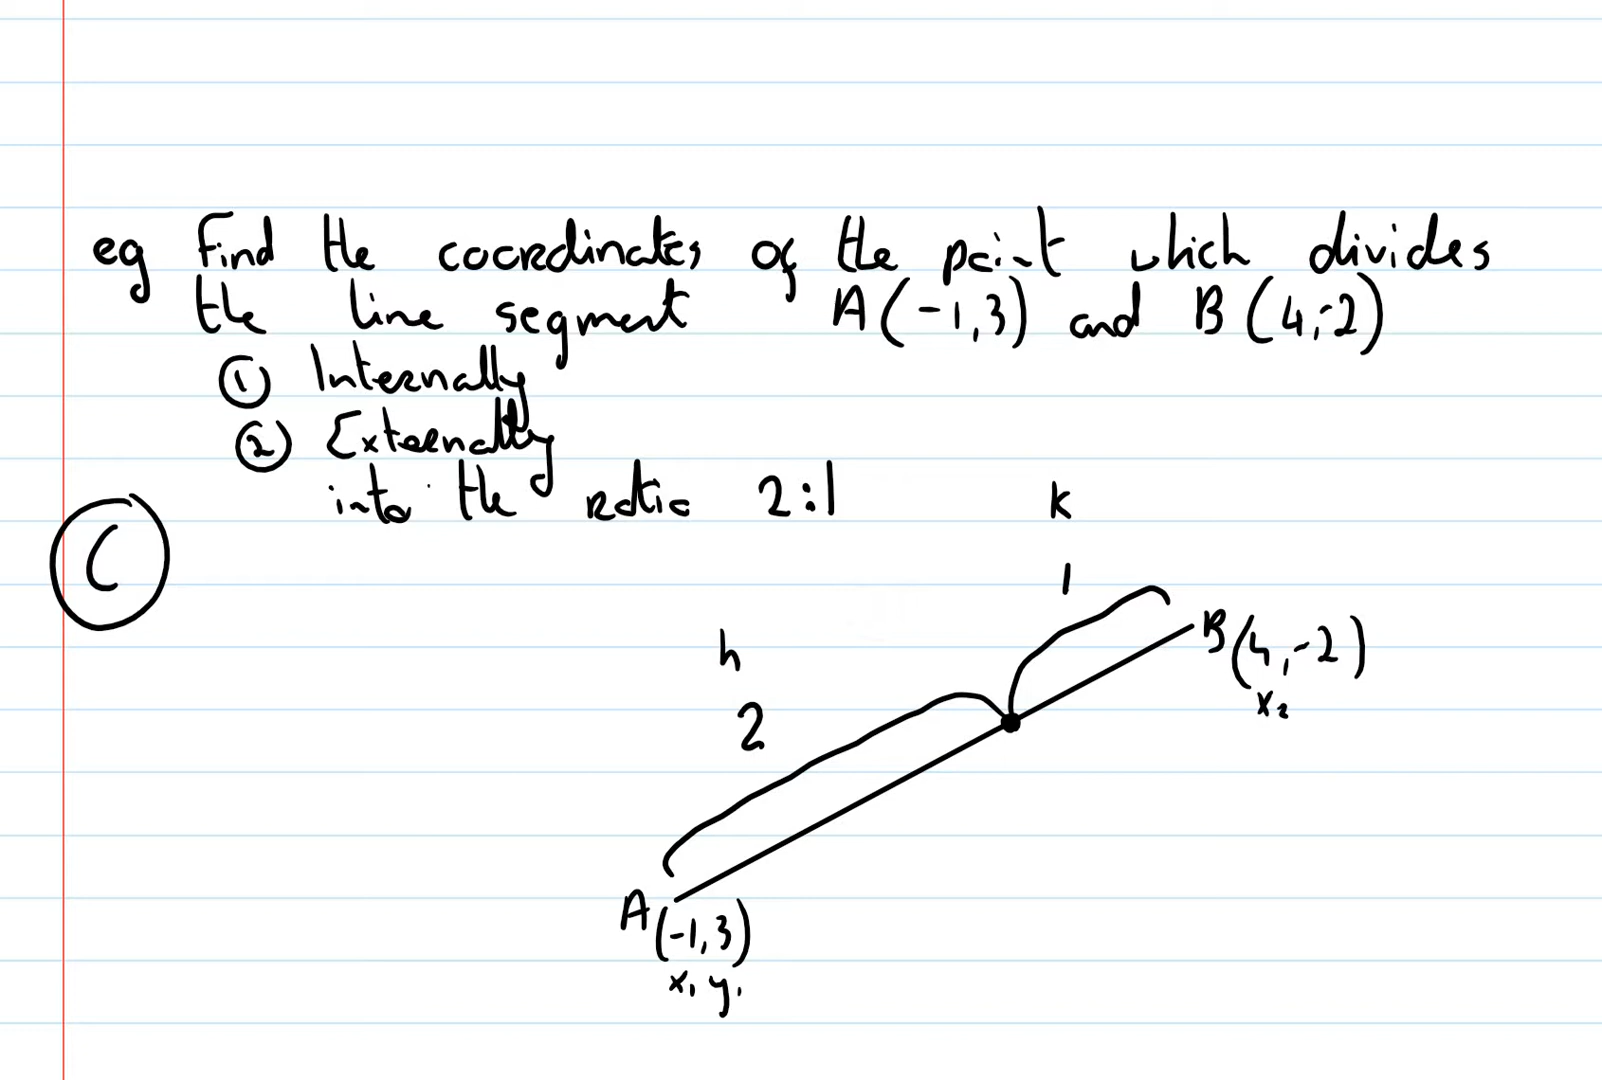 eg Find the coordinates of the point which divides
the line segment A(-1,3) and B(4,-2)
① Internally
② Externally
into the ratio 2:1
C
k
1
h
2
B(4,-2)
x₂
A(-1,3)
x₁ y₁